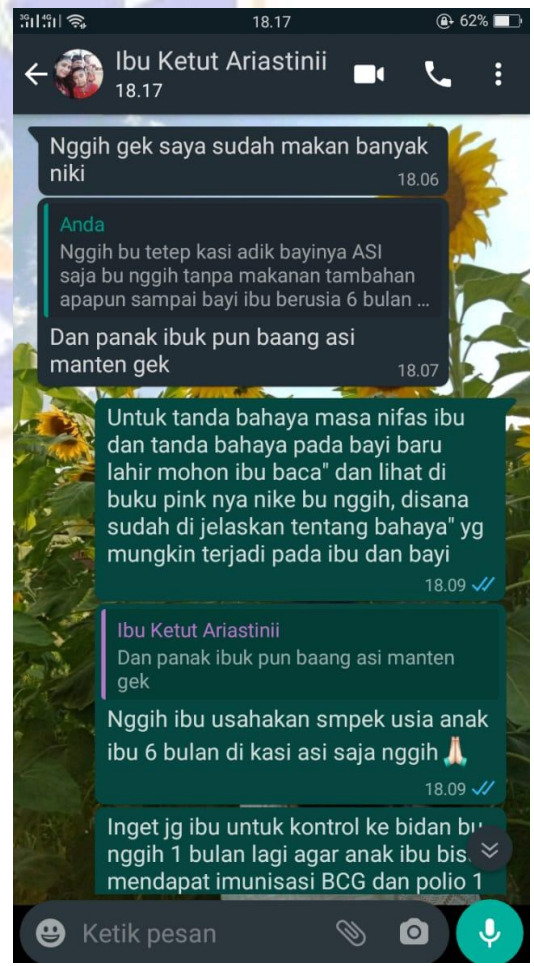 18.17
62%
Ibu Ketut Ariastinii
18.17
Nggih gek saya sudah makan banyak
niki
18.06
Anda
Nggih bu tetep kasi adik bayinya ASI
saja bu nggih tanpa makanan tambahan
apapun sampai bayi ibu berusia 6 bulan ...
Dan panak ibuk pun baang asi
manten gek
18.07
Untuk tanda bahaya masa nifas ibu
dan tanda bahaya pada bayi baru
lahir mohon ibu baca" dan lihat di
buku pink nya nike bu nggih, disana
sudah di jelaskan tentang bahaya" yg
mungkin terjadi pada ibu dan bayi
18.09
Ibu Ketut Ariastinii
Dan panak ibuk pun baang asi manten
gek
Nggih ibu usahakan smpek usia anak
ibu 6 bulan di kasi asi saja nggih 🙏🏻
18.09
Inget jg ibu untuk kontrol ke bidan bu
nggih 1 bulan lagi agar anak ibu bis
mendapat imunisasi BCG dan polio 1
Ketik pesan